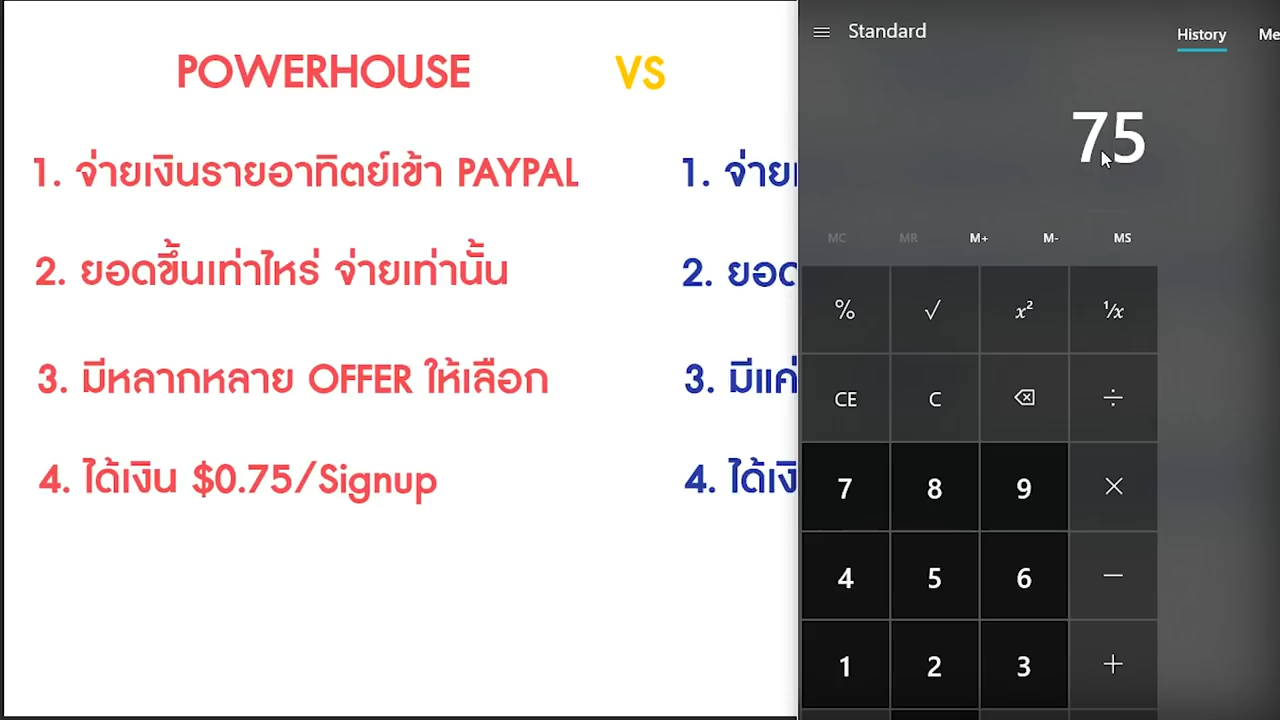 POWERHOUSE VS
1. จ่ายเงินรายอาทิตย์เข้า PAYPAL
2. ยอดขึ้นเท่าไหร่ จ่ายเท่านั้น
3. มีหลากหลาย OFFER ให้เลือก
4. ได้เงิน $0.75/Signup
1. จ่าย
2. ยอด
3. มีแค่
4. ได้เงิ
Standard
History Me
75
MC MR M+ M- MS
% √ x² ¹/x
CE C ÷
7 8 9 ×
4 5 6 −
1 2 3 +